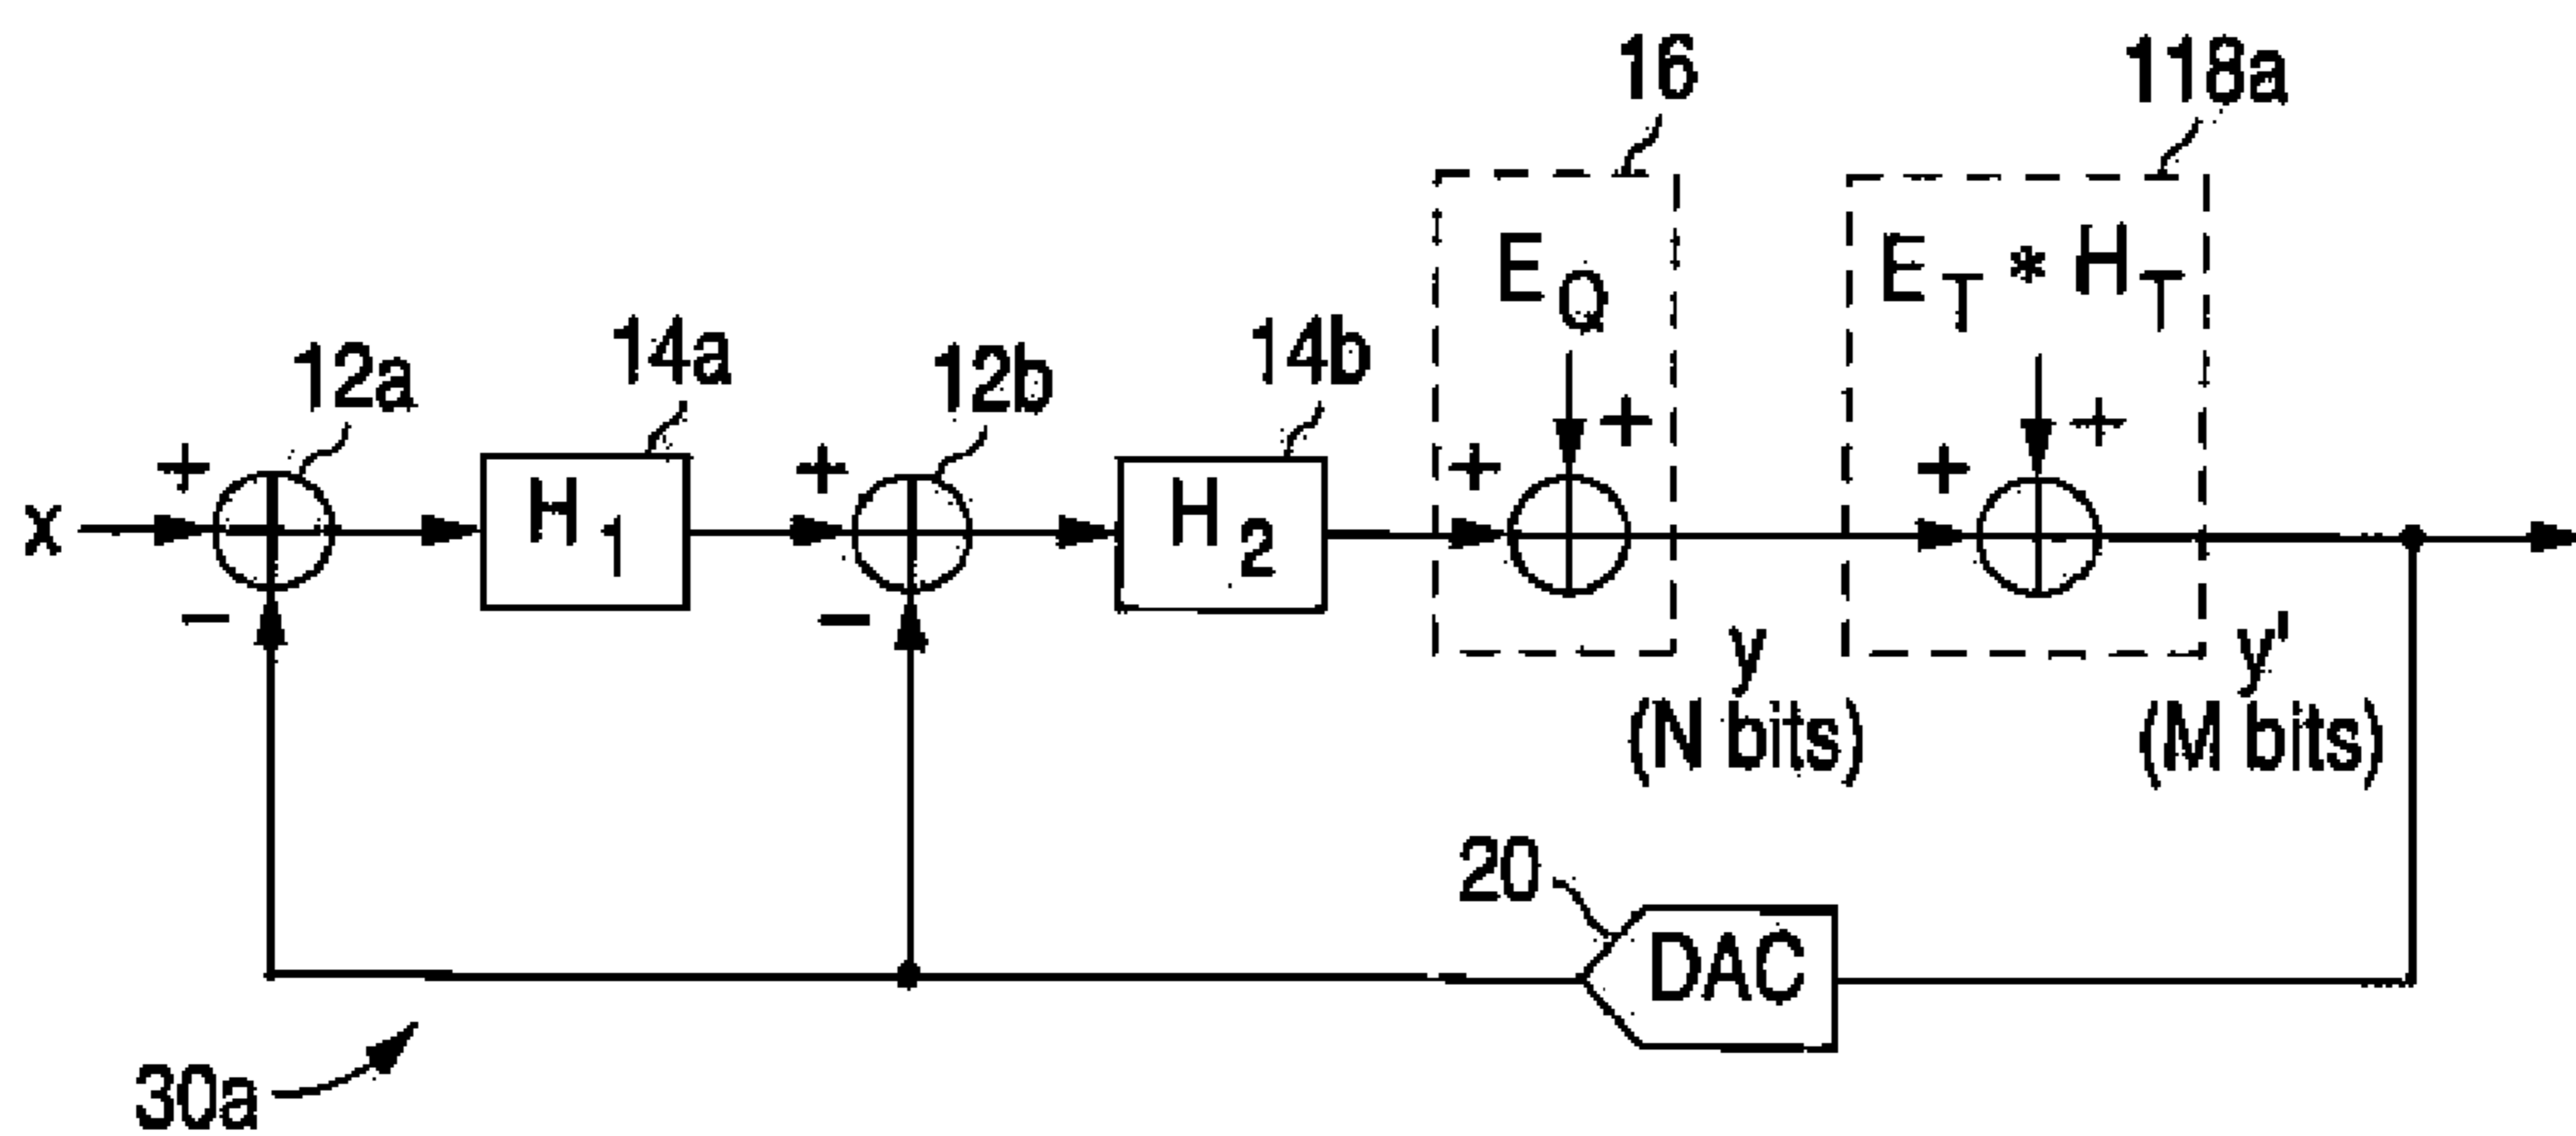 16
118a
E Q
E T * H T
12a
14a
12b
14b
+
+
+
+
+
+
x
H 1
H 2
−
−
y
(N bits)
y'
(M bits)
20
DAC
30a